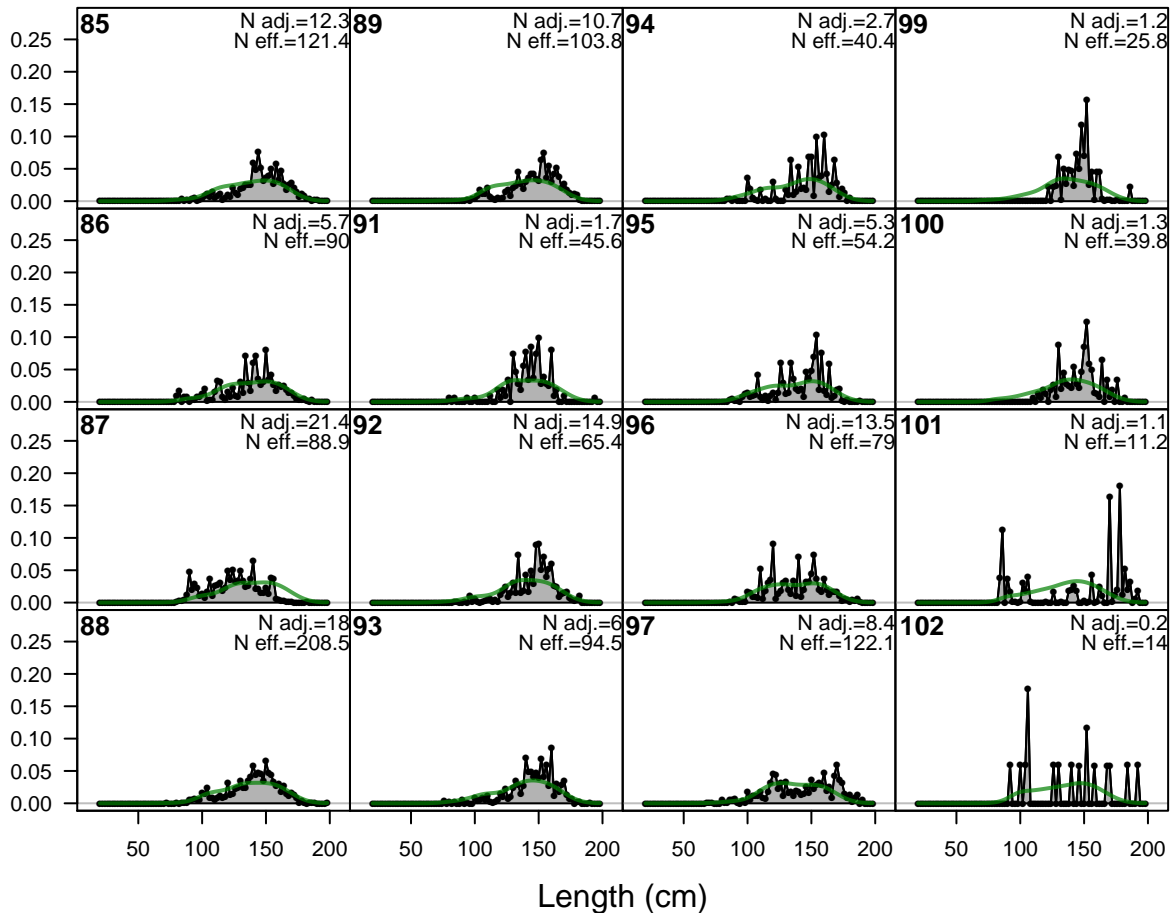 85 N adj.=12.3
N eff.=121.4
89 N adj.=10.7
N eff.=103.8
94 N adj.=2.7
N eff.=40.4
99 N adj.=1.2
N eff.=25.8
0.25
0.20
0.15
0.10
0.05
0.00
86 N adj.=5.7
N eff.=90
91 N adj.=1.7
N eff.=45.6
95 N adj.=5.3
N eff.=54.2
100 N adj.=1.3
N eff.=39.8
0.25
0.20
0.15
0.10
0.05
0.00
87 N adj.=21.4
N eff.=88.9
92 N adj.=14.9
N eff.=65.4
96 N adj.=13.5
N eff.=79
101 N adj.=1.1
N eff.=11.2
0.25
0.20
0.15
0.10
0.05
0.00
88 N adj.=18
N eff.=208.5
93 N adj.=6
N eff.=94.5
97 N adj.=8.4
N eff.=122.1
102 N adj.=0.2
N eff.=14
0.25
0.20
0.15
0.10
0.05
0.00
50 100 150 200 50 100 150 200 50 100 150 200 50 100 150 200
Length (cm)